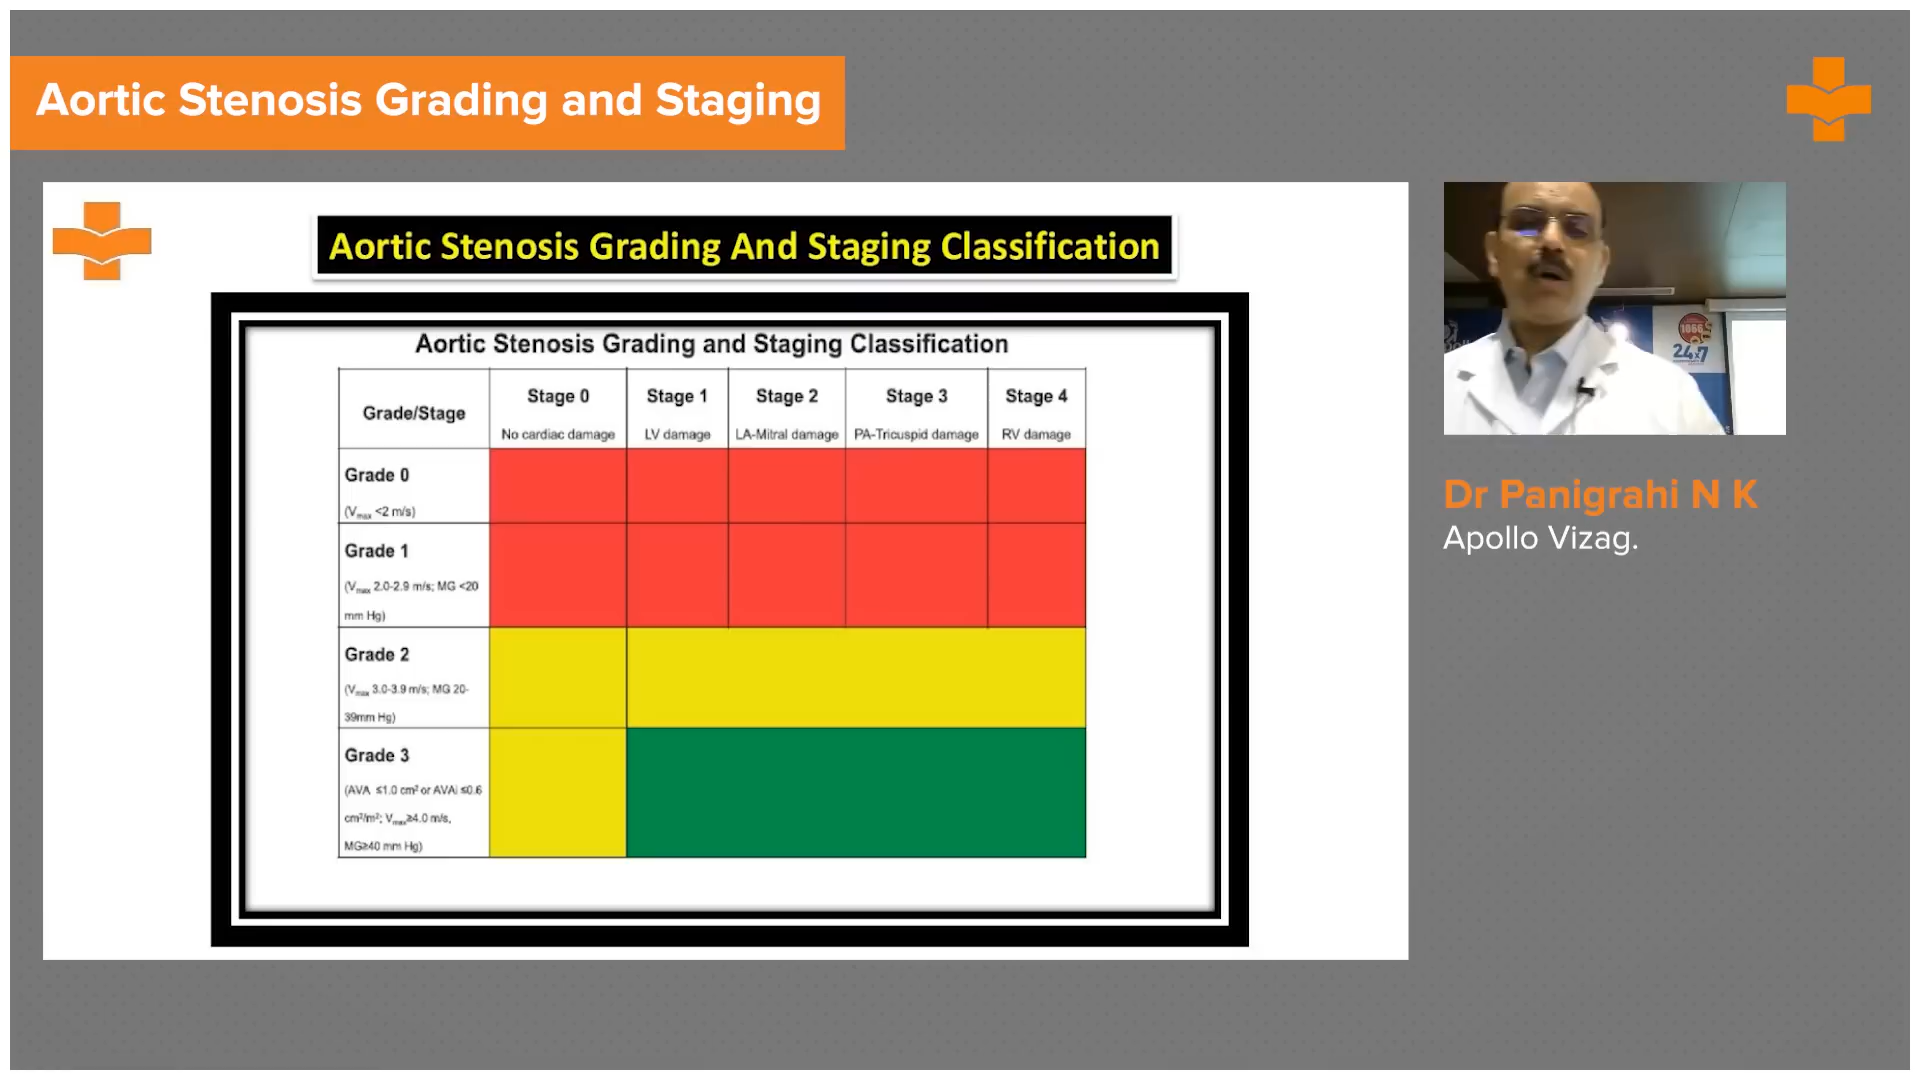 Aortic Stenosis Grading and Staging
Aortic Stenosis Grading And Staging Classification
Aortic Stenosis Grading and Staging Classification
Grade/Stage
Stage 0
No cardiac damage
Stage 1
LV damage
Stage 2
LA-Mitral damage
Stage 3
PA-Tricuspid damage
Stage 4
RV damage
Grade 0
(Vmax <2 m/s)
Grade 1
(Vmax 2.0-2.9 m/s; MG <20
mm Hg)
Grade 2
(Vmax 3.0-3.9 m/s; MG 20-
39mm Hg)
Grade 3
(AVA ≤1.0 cm² or AVAi ≤0.6
cm²/m²; Vmax≥4.0 m/s,
MG≥40 mm Hg)
1066
24x7
Dr Panigrahi N K
Apollo Vizag.